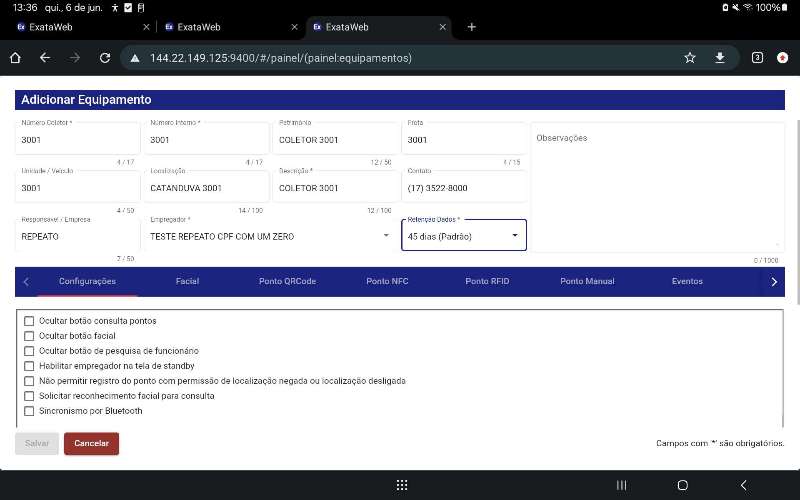 13:36 qui., 6 de jun. 100%
ExataWeb
ExataWeb
ExataWeb
144.22.149.125:9400/#/painel/(painel:equipamentos)
3
Adicionar Equipamento
Número Coletor * Número Interno * Patrimônio Frota
3001 3001 COLETOR 3001 3001 Observações
4 / 17 4 / 17 12 / 50 4 / 15
Unidade / Veículo Localização Descrição * Contato
3001 CATANDUVA 3001 COLETOR 3001 (17) 3522-8000
4 / 50 14 / 100 12 / 100
Responsável / Empresa Empregador * Retenção Dados *
REPEATO TESTE REPEATO CPF COM UM ZERO 45 dias (Padrão)
7 / 50 0 / 1000
Configurações Facial Ponto QRCode Ponto NFC Ponto RFID Ponto Manual Eventos
Ocultar botão consulta pontos
Ocultar botão facial
Ocultar botão de pesquisa de funcionário
Habilitar empregador na tela de standby
Não permitir registro do ponto com permissão de localização negada ou localização desligada
Solicitar reconhecimento facial para consulta
Sincronismo por Bluetooth
Salvar Cancelar Campos com '*' são obrigatórios.